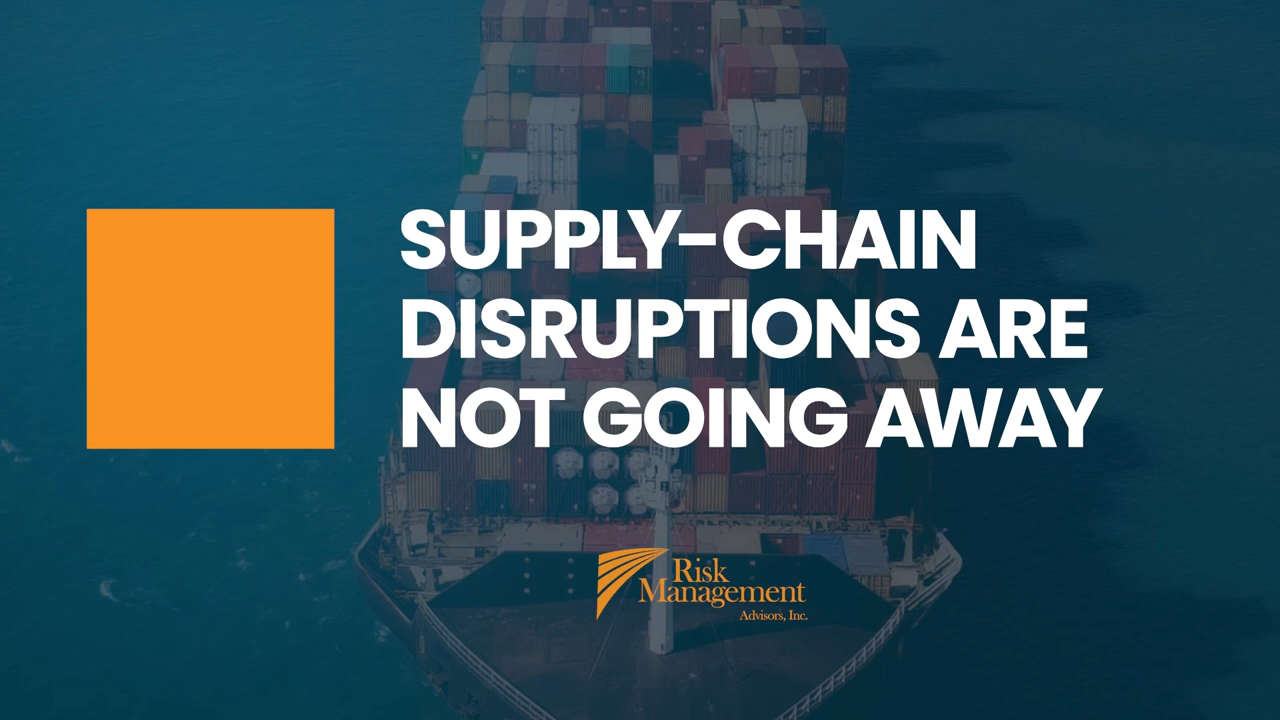 SUPPLY-CHAIN
DISRUPTIONS ARE
NOT GOING AWAY
Risk
Management
Advisors, Inc.